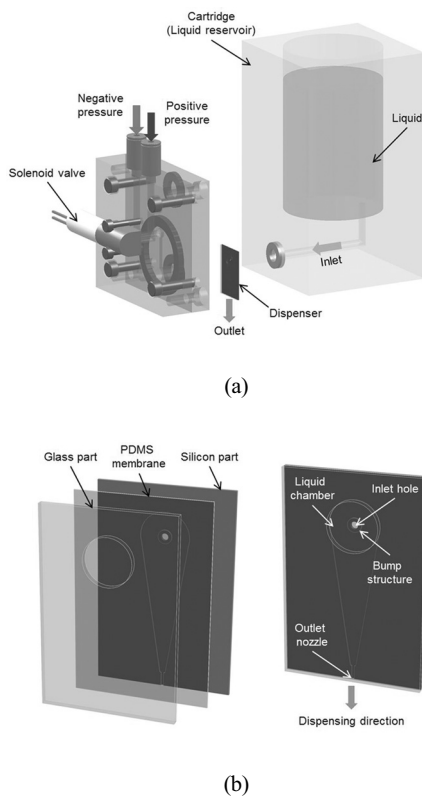 Cartridge
(Liquid reservoir)
Negative
pressure
Positive
pressure
Liquid
Solenoid valve
Inlet
Dispenser
Outlet
(a)
PDMS
membrane
Glass part
Silicon part
Liquid
chamber
Inlet hole
Bump
structure
Outlet
nozzle
Dispensing direction
(b)